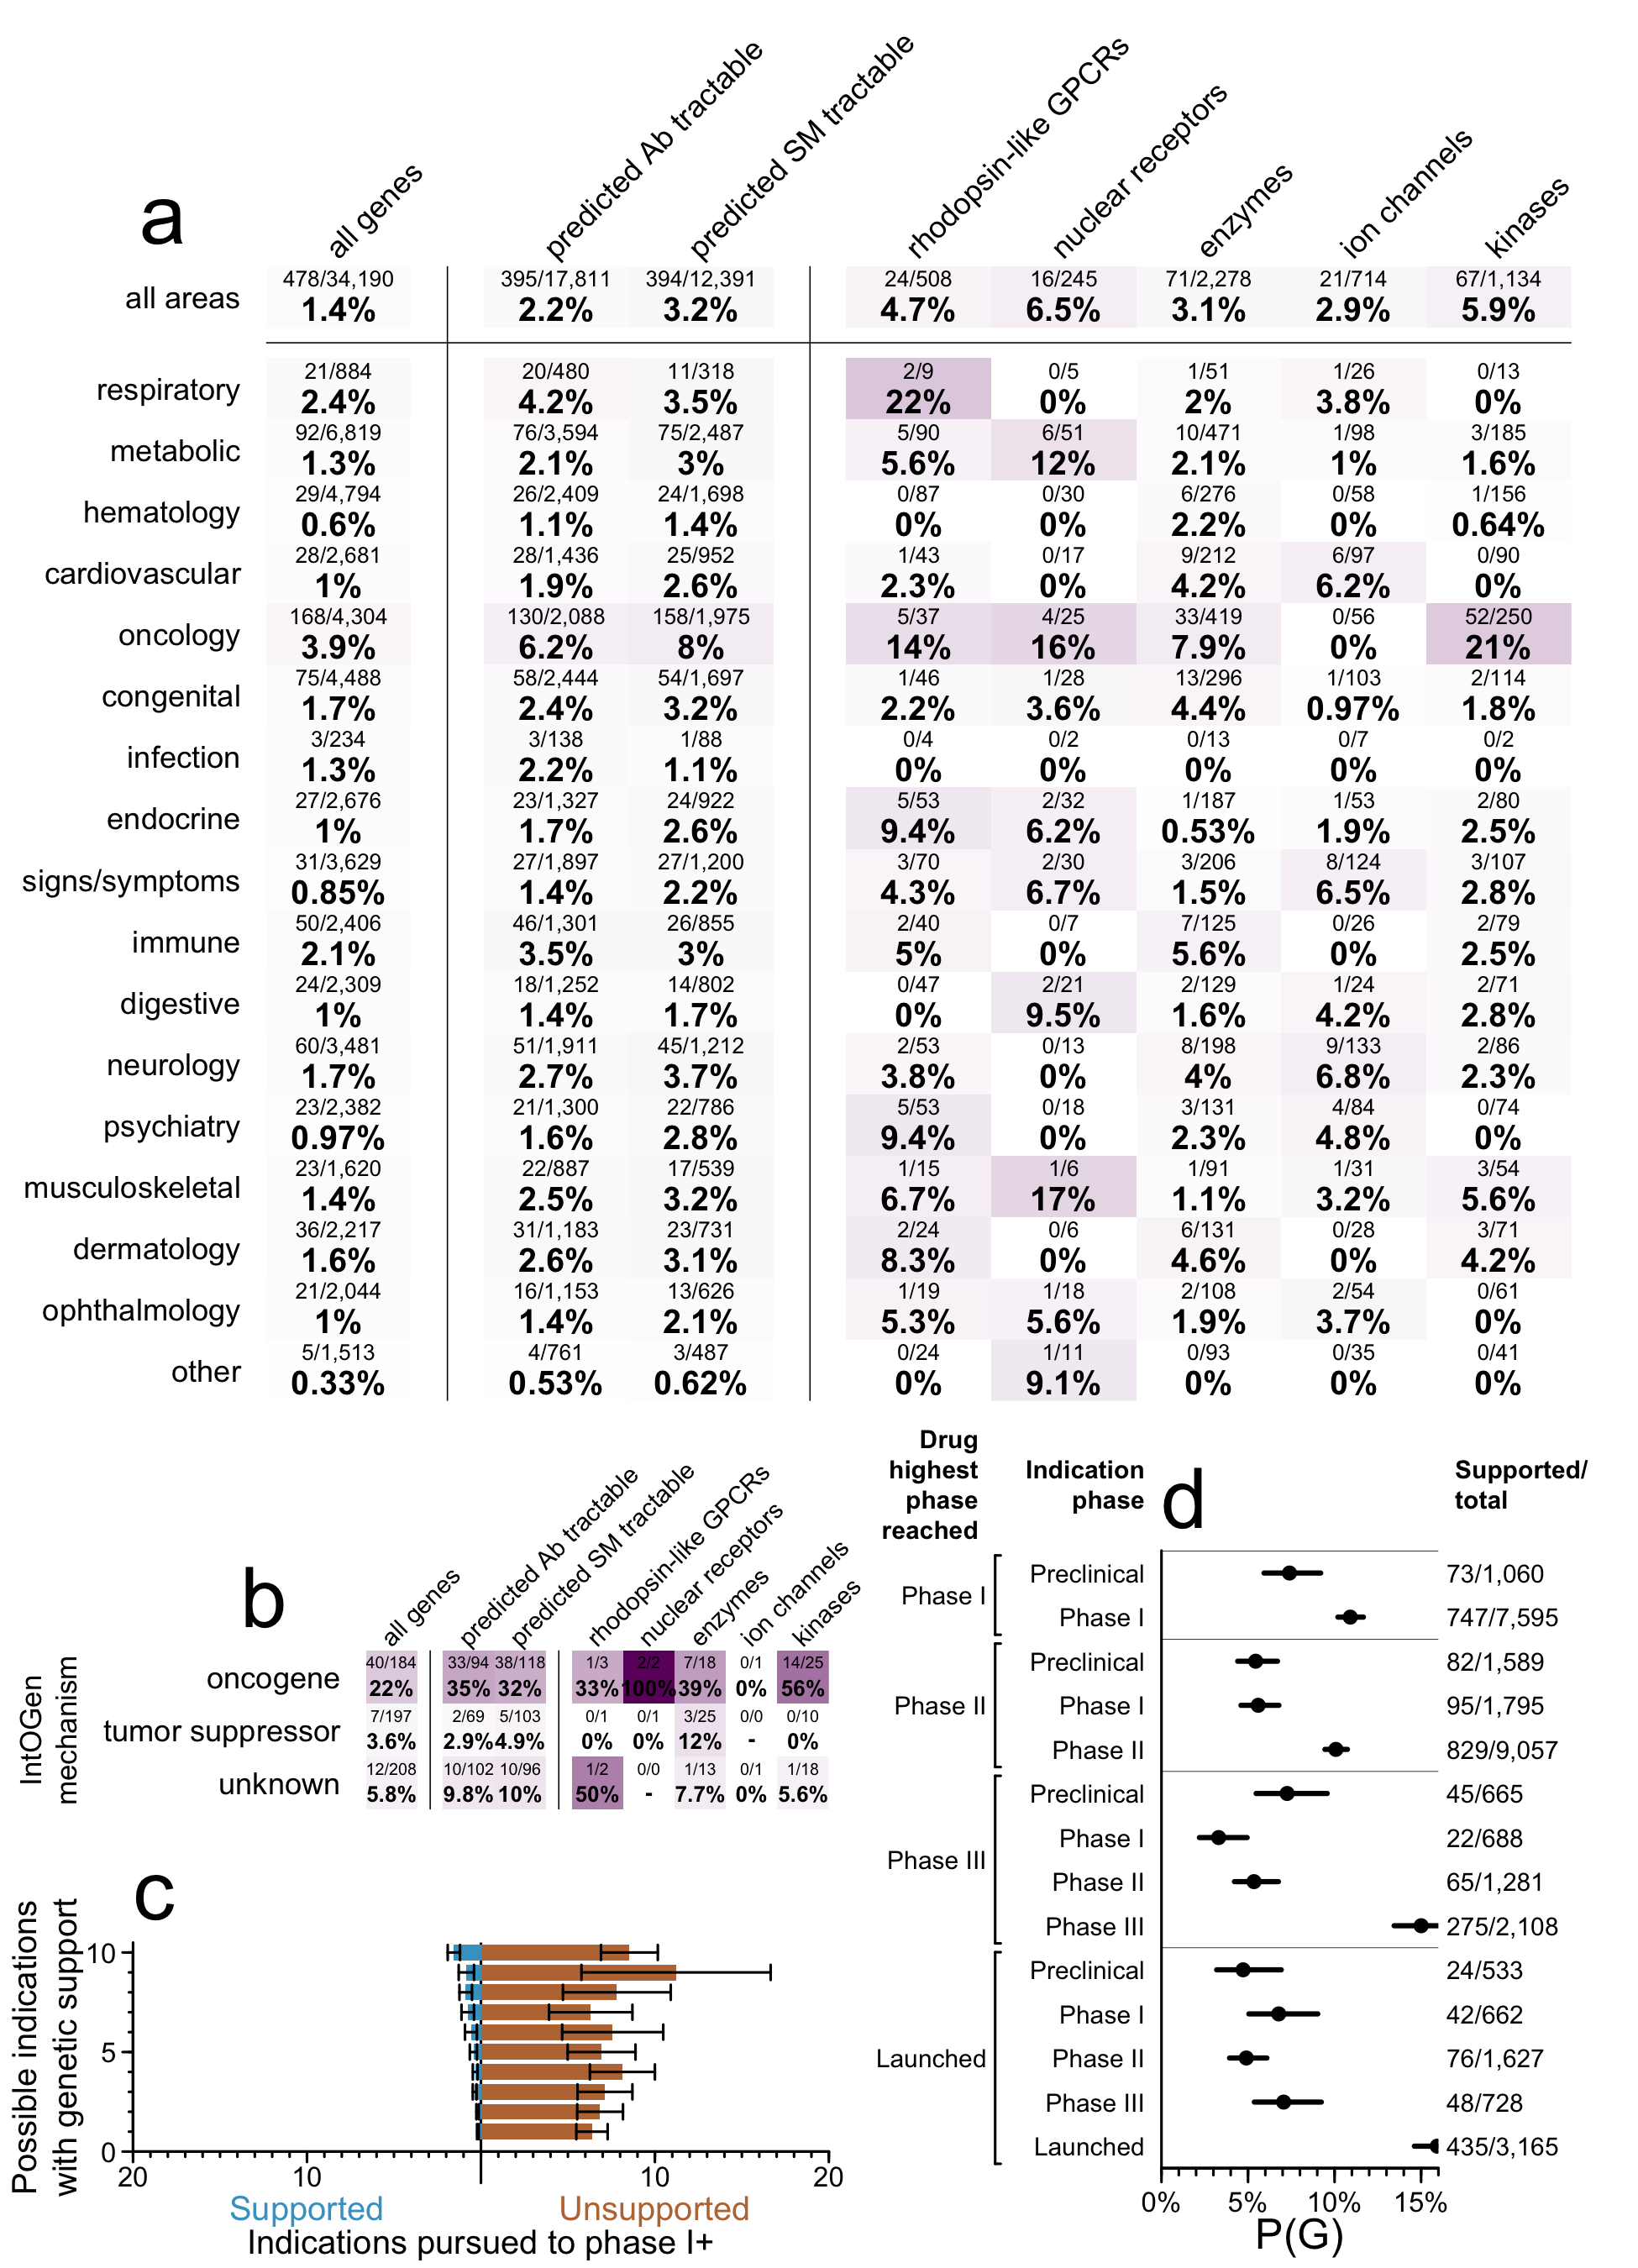 a
all genes
predicted Ab tractable
predicted SM tractable
rhodopsin-like GPCRs
nuclear receptors
enzymes
ion channels
kinases
478/34,190 395/17,811 394/12,391 24/508 16/245 71/2,278 21/714 67/1,134
all areas 1.4% 2.2% 3.2% 4.7% 6.5% 3.1% 2.9% 5.9%
21/884 20/480 11/318 2/9 0/5 1/51 1/26 0/13
respiratory 2.4% 4.2% 3.5% 22% 0% 2% 3.8% 0%
92/6,819 76/3,594 75/2,487 5/90 6/51 10/471 1/98 3/185
metabolic 1.3% 2.1% 3% 5.6% 12% 2.1% 1% 1.6%
29/4,794 26/2,409 24/1,698 0/87 0/30 6/276 0/58 1/156
hematology 0.6% 1.1% 1.4% 0% 0% 2.2% 0% 0.64%
28/2,681 28/1,436 25/952 1/43 0/17 9/212 6/97 0/90
cardiovascular 1% 1.9% 2.6% 2.3% 0% 4.2% 6.2% 0%
168/4,304 130/2,088 158/1,975 5/37 4/25 33/419 0/56 52/250
oncology 3.9% 6.2% 8% 14% 16% 7.9% 0% 21%
75/4,488 58/2,444 54/1,697 1/46 1/28 13/296 1/103 2/114
congenital 1.7% 2.4% 3.2% 2.2% 3.6% 4.4% 0.97% 1.8%
3/234 3/138 1/88 0/4 0/2 0/13 0/7 0/2
infection 1.3% 2.2% 1.1% 0% 0% 0% 0% 0%
27/2,676 23/1,327 24/922 5/53 2/32 1/187 1/53 2/80
endocrine 1% 1.7% 2.6% 9.4% 6.2% 0.53% 1.9% 2.5%
31/3,629 27/1,897 27/1,200 3/70 2/30 3/206 8/124 3/107
signs/symptoms 0.85% 1.4% 2.2% 4.3% 6.7% 1.5% 6.5% 2.8%
50/2,406 46/1,301 26/855 2/40 0/7 7/125 0/26 2/79
immune 2.1% 3.5% 3% 5% 0% 5.6% 0% 2.5%
24/2,309 18/1,252 14/802 0/47 2/21 2/129 1/24 2/71
digestive 1% 1.4% 1.7% 0% 9.5% 1.6% 4.2% 2.8%
60/3,481 51/1,911 45/1,212 2/53 0/13 8/198 9/133 2/86
neurology 1.7% 2.7% 3.7% 3.8% 0% 4% 6.8% 2.3%
23/2,382 21/1,300 22/786 5/53 0/18 3/131 4/84 0/74
psychiatry 0.97% 1.6% 2.8% 9.4% 0% 2.3% 4.8% 0%
23/1,620 22/887 17/539 1/15 1/6 1/91 1/31 3/54
musculoskeletal 1.4% 2.5% 3.2% 6.7% 17% 1.1% 3.2% 5.6%
36/2,217 31/1,183 23/731 2/24 0/6 6/131 0/28 3/71
dermatology 1.6% 2.6% 3.1% 8.3% 0% 4.6% 0% 4.2%
21/2,044 16/1,153 13/626 1/19 1/18 2/108 2/54 0/61
ophthalmology 1% 1.4% 2.1% 5.3% 5.6% 1.9% 3.7% 0%
5/1,513 4/761 3/487 0/24 1/11 0/93 0/35 0/41
other 0.33% 0.53% 0.62% 0% 9.1% 0% 0% 0%
b
all genes
predicted Ab tractable
predicted SM tractable
rhodopsin-like GPCRs
nuclear receptors
enzymes
ion channels
kinases
IntOGen
mechanism
40/184 33/94 38/118 1/3 2/2 7/18 0/1 14/25
oncogene 22% 35% 32% 33% 100% 39% 0% 56%
7/197 2/69 5/103 0/1 0/1 3/25 0/0 0/10
tumor suppressor 3.6% 2.9% 4.9% 0% 0% 12% - 0%
12/208 10/102 10/96 1/2 0/0 1/13 0/1 1/18
unknown 5.8% 9.8% 10% 50% - 7.7% 0% 5.6%
c
Possible indications
with genetic support
10
5
0
20 10 10 20
Supported Unsupported
Indications pursued to phase I+
d
Drug
highest
phase
reached
Indication
phase
Supported/
total
Phase I
Preclinical 73/1,060
Phase I 747/7,595
Phase II
Preclinical 82/1,589
Phase I 95/1,795
Phase II 829/9,057
Phase III
Preclinical 45/665
Phase I 22/688
Phase II 65/1,281
Phase III 275/2,108
Launched
Preclinical 24/533
Phase I 42/662
Phase II 76/1,627
Phase III 48/728
Launched 435/3,165
0% 5% 10% 15%
P(G)